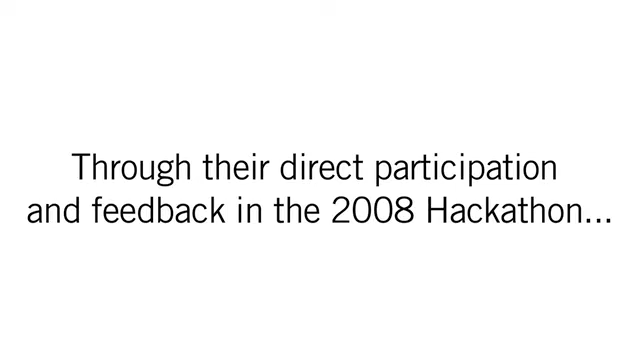 Through their direct participation
and feedback in the 2008 Hackathon...